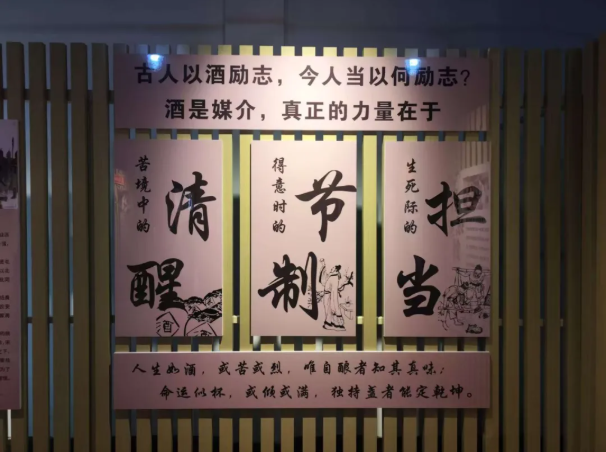 古人以酒励志，今人当以何励志？
酒是媒介，真正的力量在于
苦境中的
清醒
酒
得意时的
节制
生死际的
担当
人生如酒，或苦或烈，唯自酿者知其真味；
命运似杯，或倾或满，独持盏者能定乾坤。